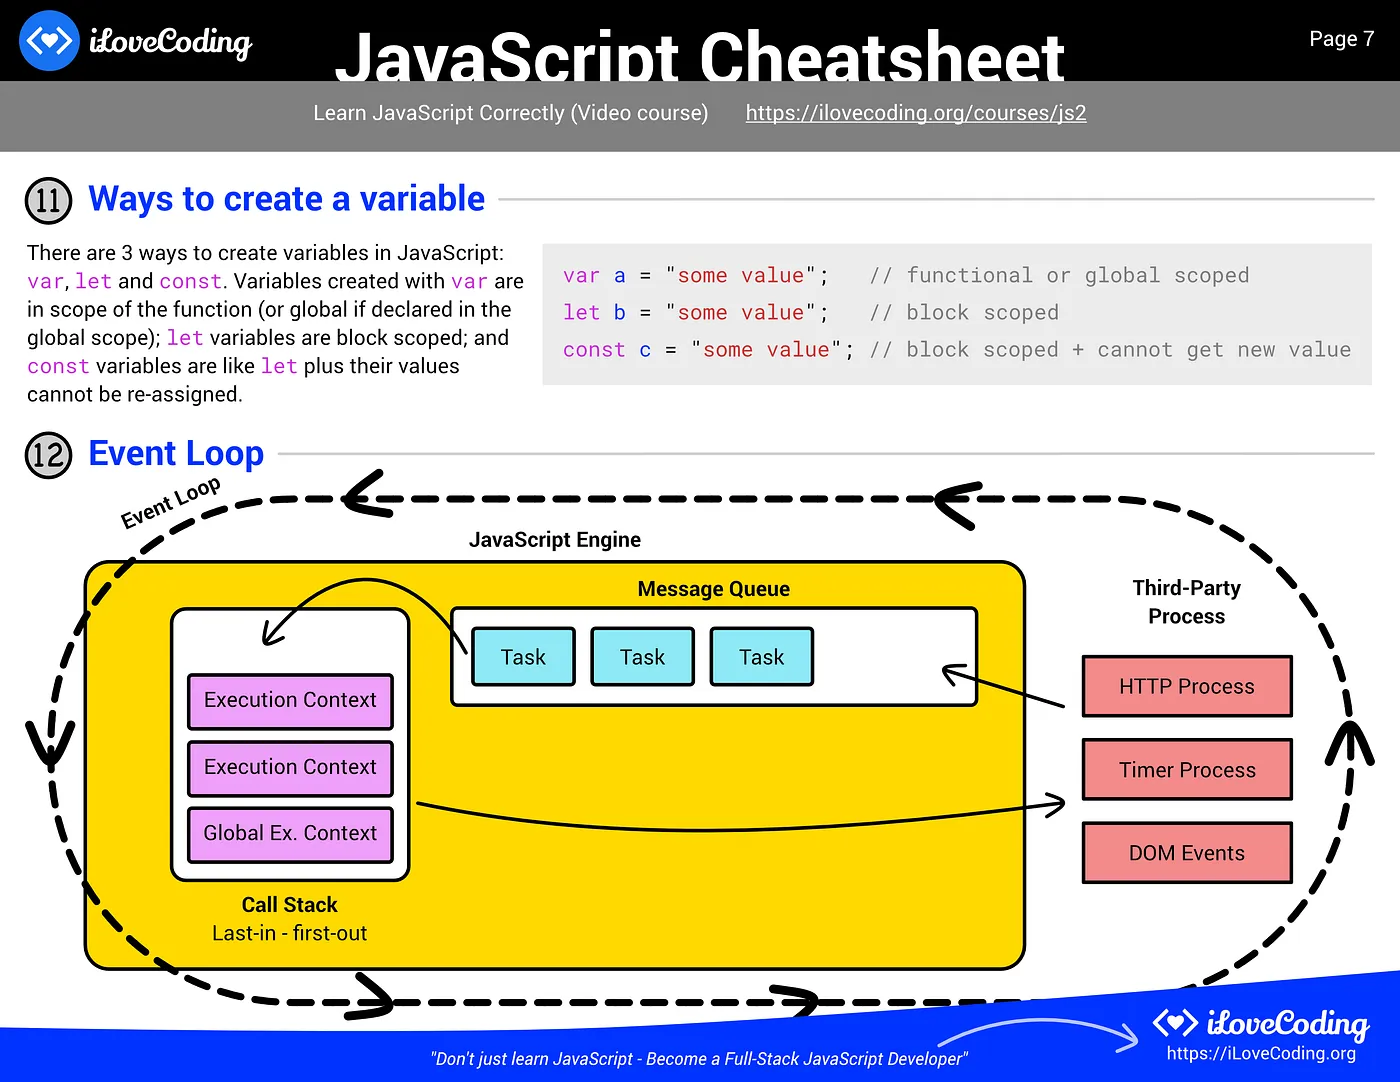 iLoveCoding
JavaScript Cheatsheet
Page 7
Learn JavaScript Correctly (Video course) https://ilovecoding.org/courses/js2
11 Ways to create a variable
There are 3 ways to create variables in JavaScript:
var, let and const. Variables created with var are
in scope of the function (or global if declared in the
global scope); let variables are block scoped; and
const variables are like let plus their values
cannot be re-assigned.
var a = "some value"; // functional or global scoped
let b = "some value"; // block scoped
const c = "some value"; // block scoped + cannot get new value
12 Event Loop
Event Loop
JavaScript Engine
Message Queue
Task Task Task
Execution Context
Execution Context
Global Ex. Context
Call Stack
Last-in - first-out
Third-Party
Process
HTTP Process
Timer Process
DOM Events
"Don't just learn JavaScript - Become a Full-Stack JavaScript Developer"
iLoveCoding
https://iLoveCoding.org